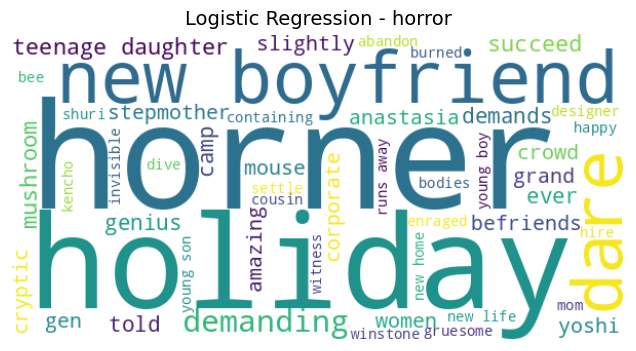 Logistic Regression - horror
teenage daughter slightly abandon burned succeed
new boyfriend
bee
shuri stepmother containing anastasia demands designer
happy
horner
mushroom kencho invisible dive camp mouse settle cousin corporate runs away bodies young boy crowd grand ever
genius young son amazing witness new home enraged befriends hire
holiday
dare
cryptic gen told demanding women winstone gruesome new life mom yoshi